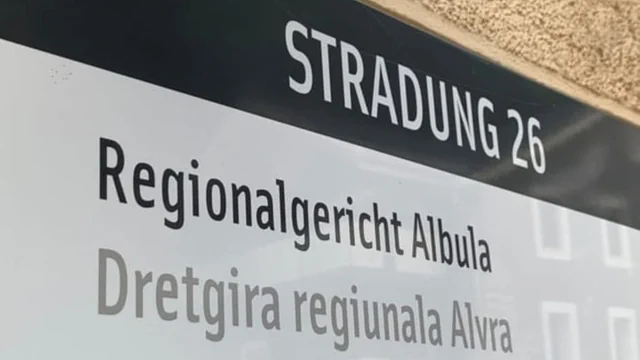 STRADUNG 26
Regionalgericht Albula
Dretgira regiunala Alvra